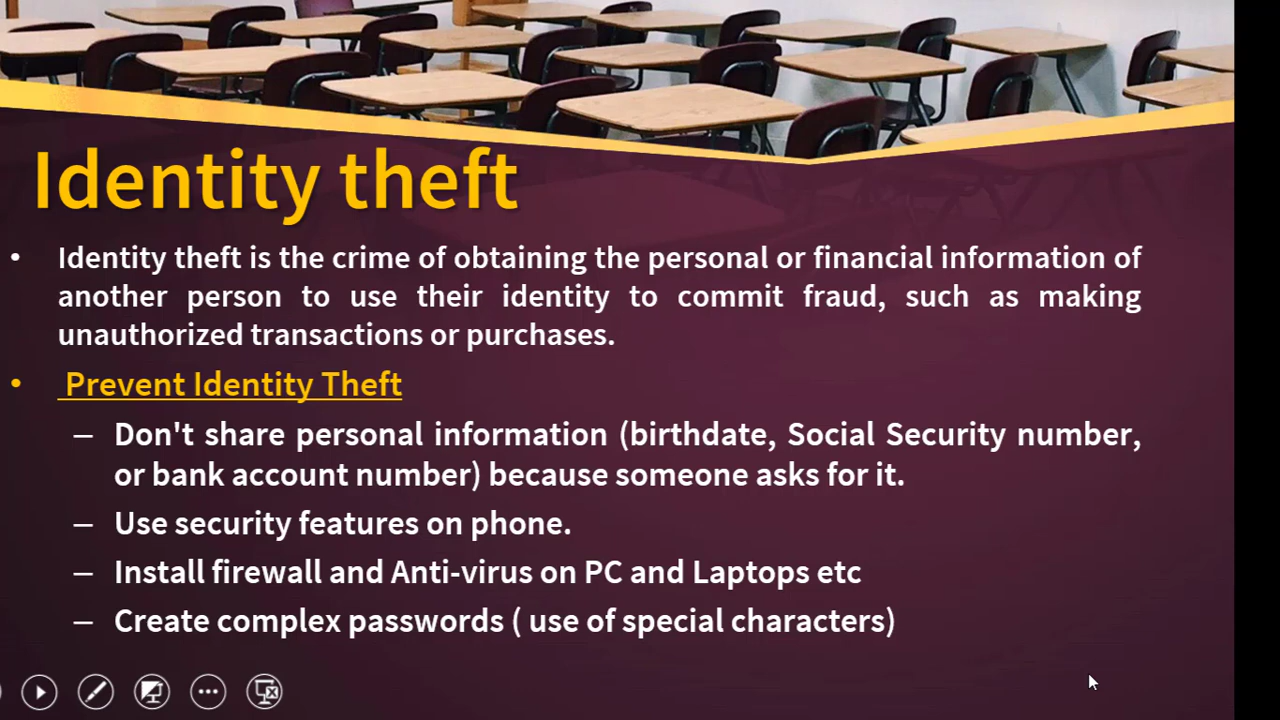 Identity theft
• Identity theft is the crime of obtaining the personal or financial information of
another person to use their identity to commit fraud, such as making
unauthorized transactions or purchases.
• Prevent Identity Theft
– Don't share personal information (birthdate, Social Security number,
or bank account number) because someone asks for it.
– Use security features on phone.
– Install firewall and Anti-virus on PC and Laptops etc
– Create complex passwords ( use of special characters)